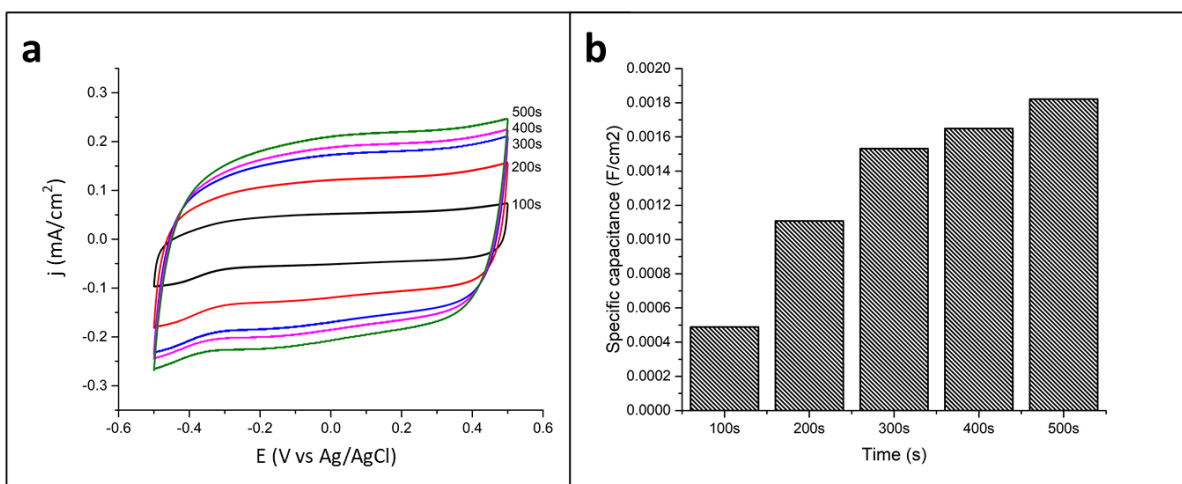 a
0.3
0.2
0.1
0.0
-0.1
-0.2
-0.3
j (mA/cm²)
500s
400s
300s
200s
100s
-0.6
-0.4
-0.2
0.0
0.2
0.4
0.6
E (V vs Ag/AgCl)
b
0.0020
0.0018
0.0016
0.0014
0.0012
0.0010
0.0008
0.0006
0.0004
0.0002
0.0000
Specific capacitance (F/cm2)
100s
200s
300s
400s
500s
Time (s)